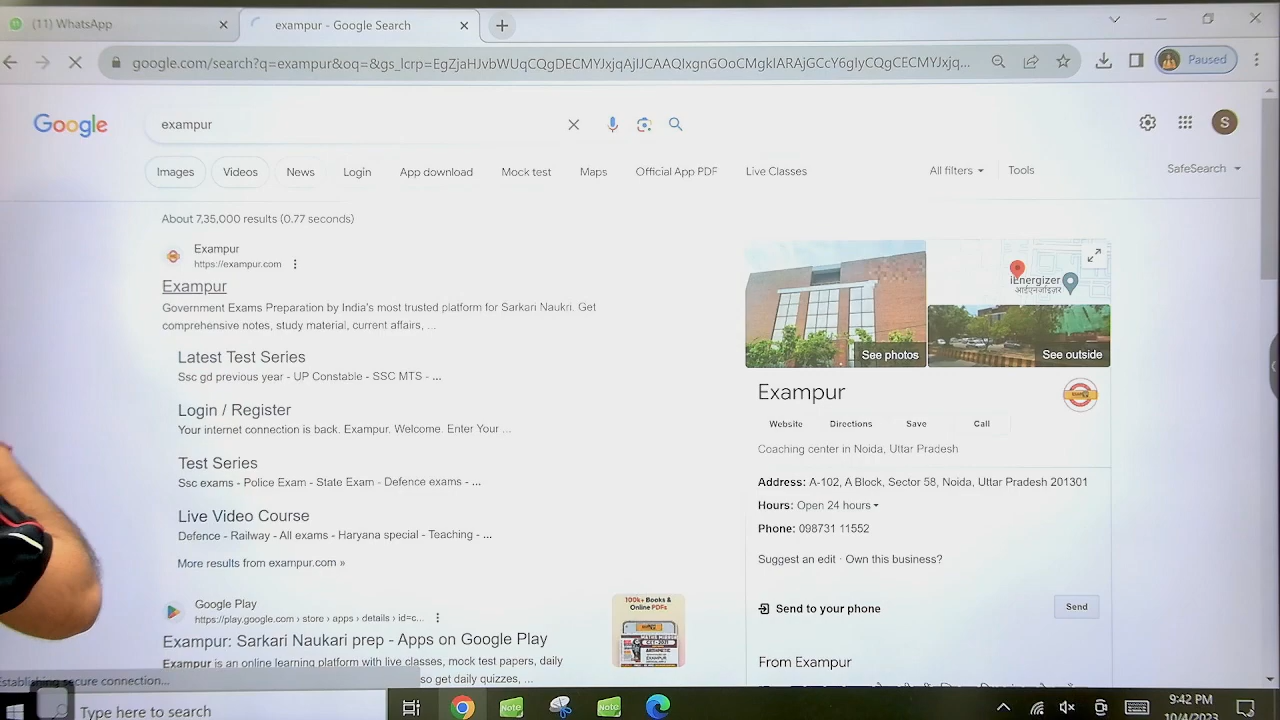 (11) WhatsApp
exampur - Google Search
google.com/search?q=exampur&oq=&gs_lcrp=
Paused
Google
exampur
S
Images
Videos
News
Login
App download
Mock test
Maps
Official App PDF
Live Classes
All filters
Tools
SafeSearch
About 7,35,000 results (0.77 seconds)
Exampur
https://exampur.com
Exampur
Government Exams Preparation by India's most trusted platform for Sarkari Naukri. Get
comprehensive notes, study material, current affairs, ...
Latest Test Series
Ssc gd previous year - UP Constable - SSC MTS - ...
Login / Register
Your internet connection is back. Exampur. Welcome. Enter Your ...
Test Series
Ssc exams - Police Exam - State Exam - Defence exams - ...
Live Video Course
Defence - Railway - All exams - Haryana special - Teaching - ...
More results from exampur.com »
Google Play
https://play.google.com › store › apps › details › id=c...
Exampur: Sarkari Naukari prep - Apps on Google Play
Exampur is an online learning platform with live classes, mock test papers, daily
so get daily quizzes, ...
100k+ Books &
Online PDFs
iEnergizer
आईएनर्जाइज़र
See photos
See outside
Exampur
Website
Directions
Save
Call
Coaching center in Noida, Uttar Pradesh
Address: A-102, A Block, Sector 58, Noida, Uttar Pradesh 201301
Hours: Open 24 hours
Phone: 098731 11552
Suggest an edit · Own this business?
Send to your phone
Send
From Exampur
Establishing secure connection...
Type here to search
Note
Note
9:42 PM
10/4/2023